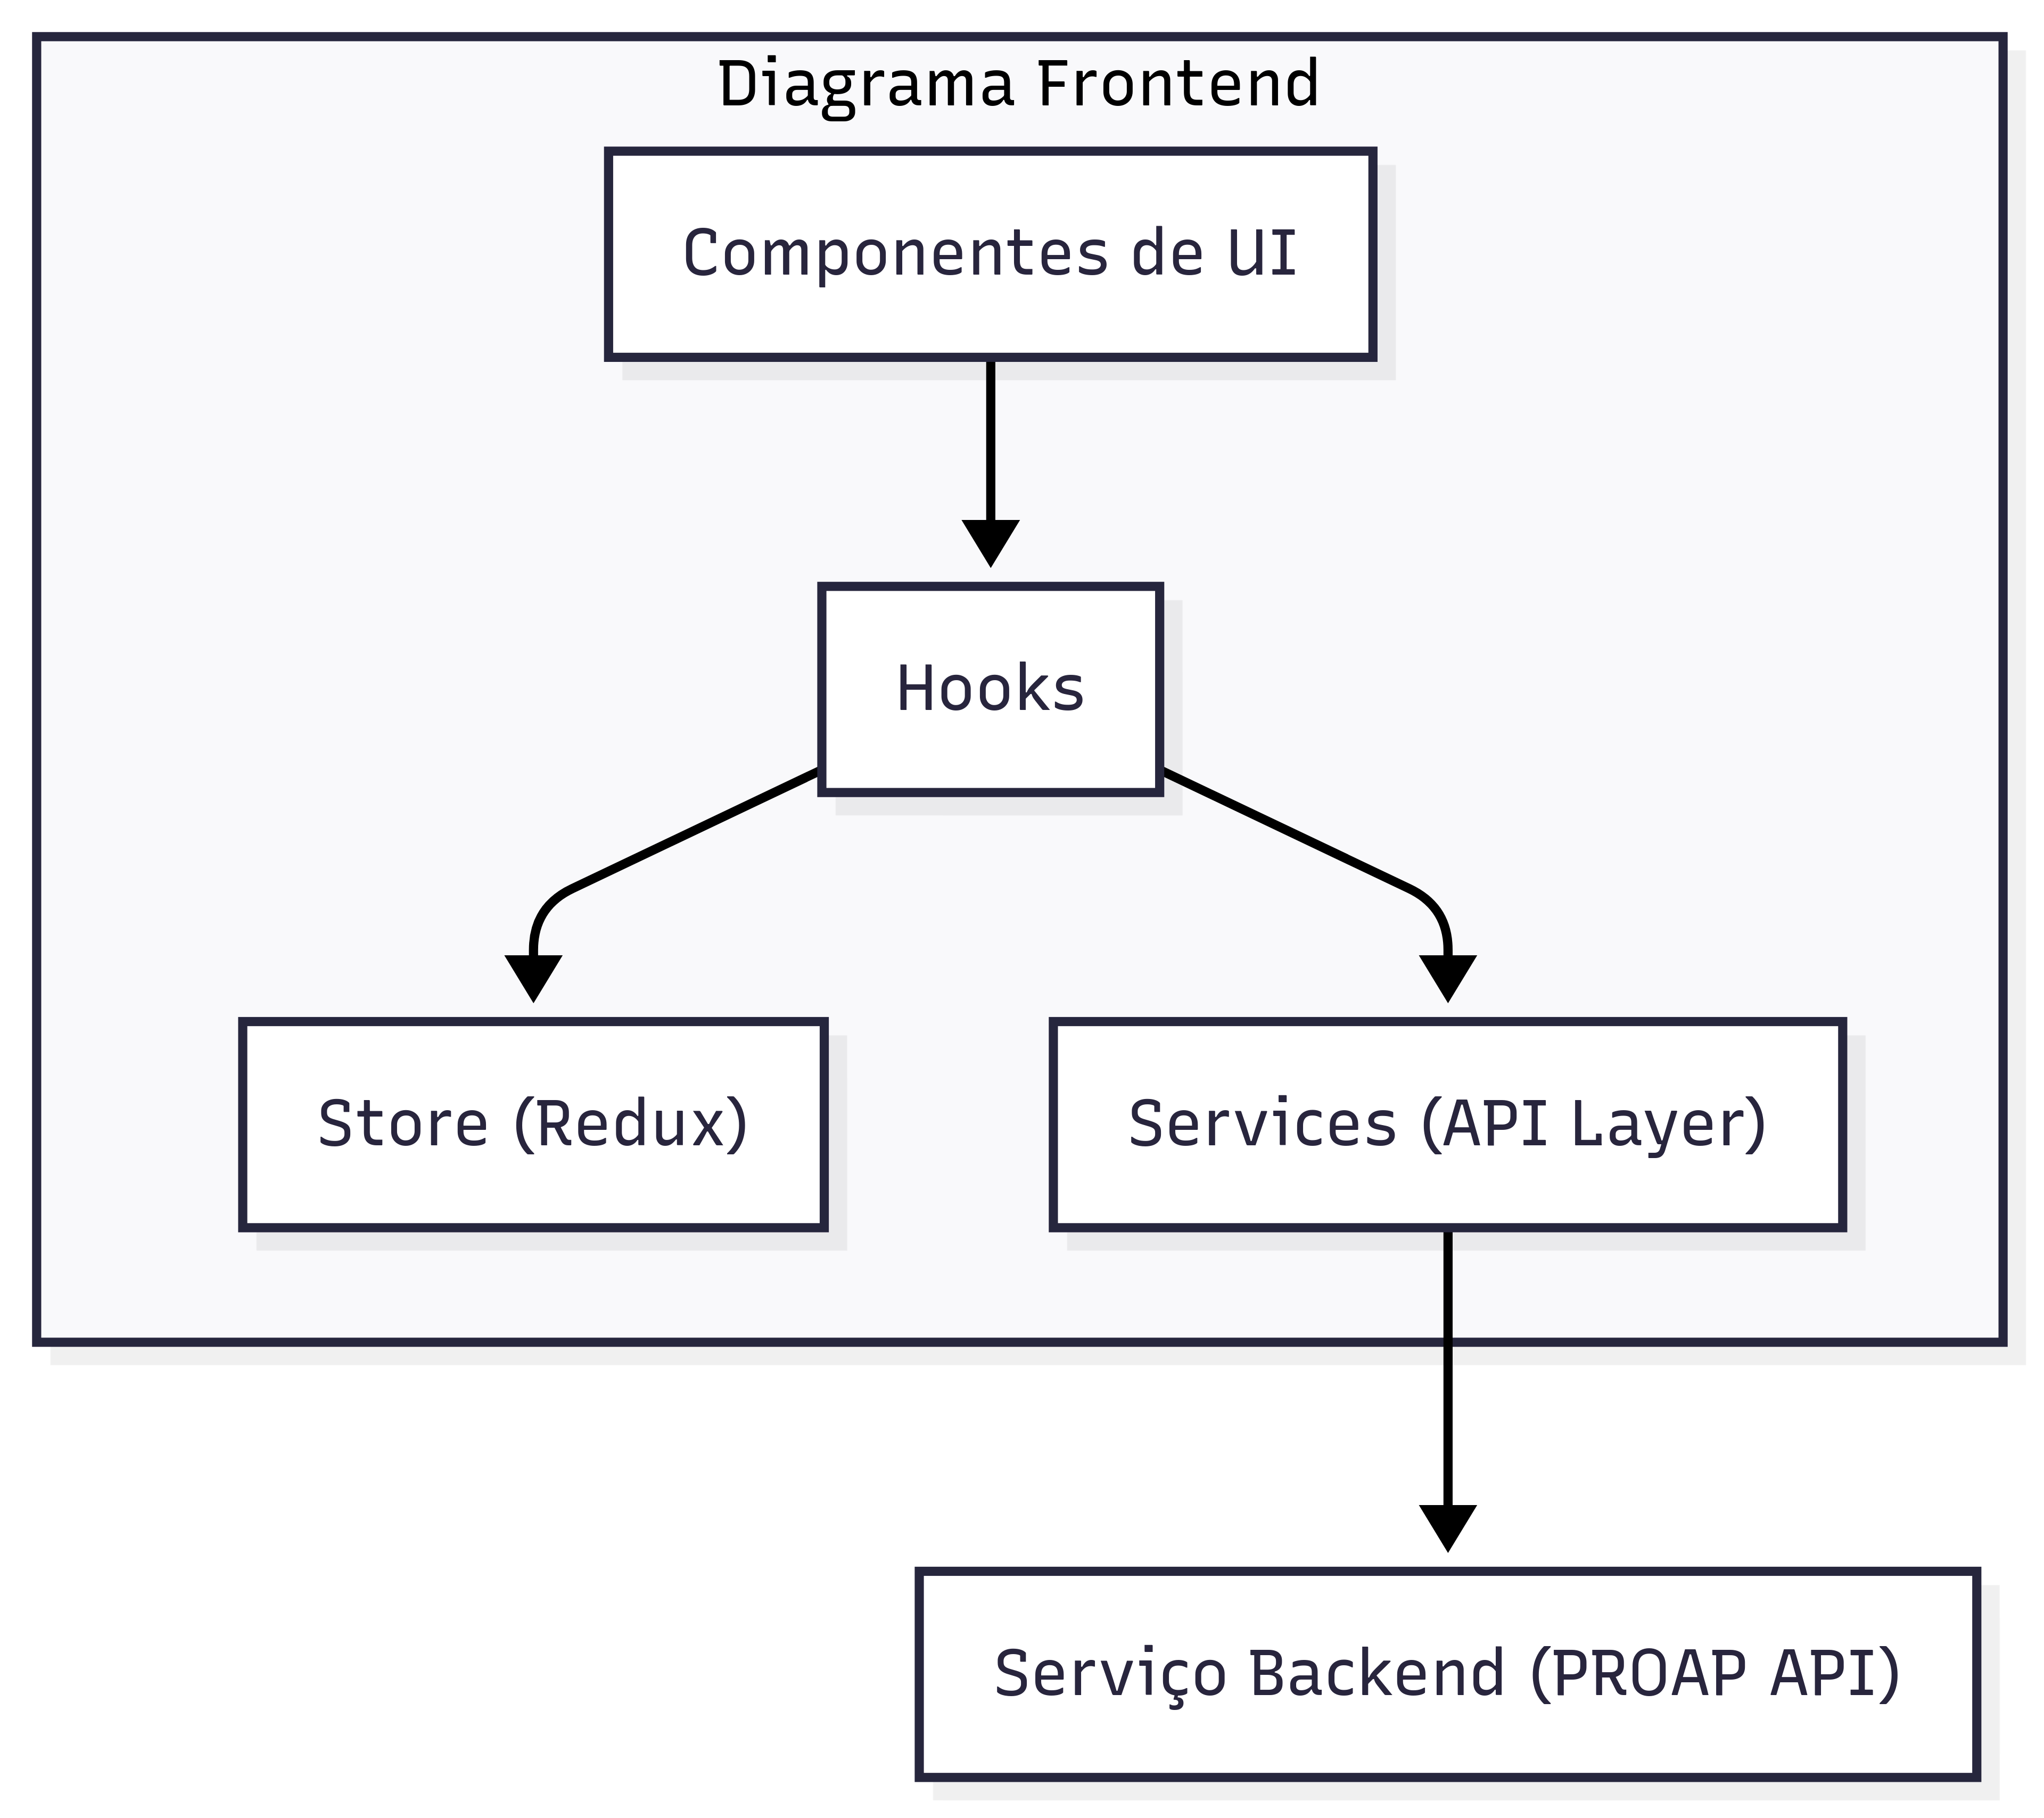 Diagrama Frontend
Componentes de UI
Hooks
Store (Redux)
Services (API Layer)
Serviço Backend (PROAP API)